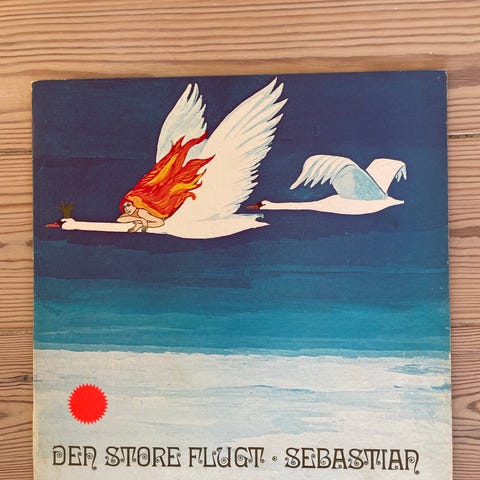 DEN STORE FLUGT · SEBASTIAN